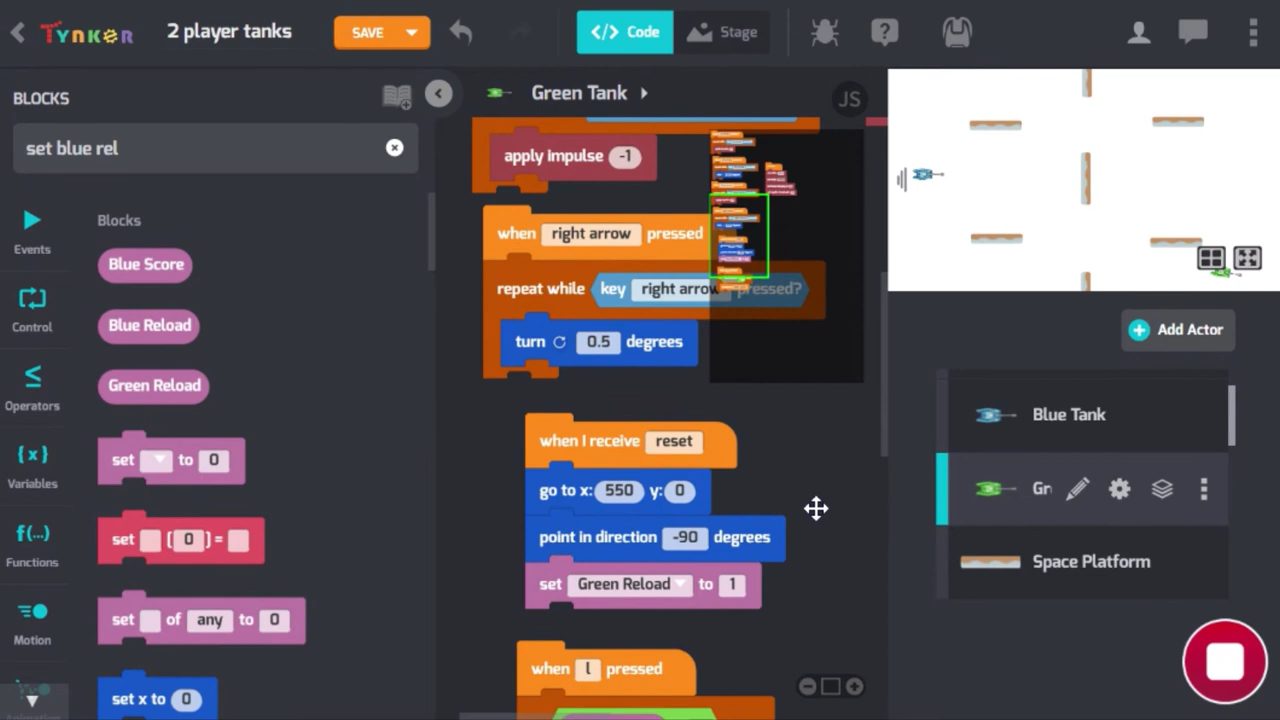 TYNKER
2 player tanks
SAVE
</> Code
Stage
BLOCKS
Green Tank
JS
set blue rel
apply impulse -1
Blocks
Events
Blue Score
when right arrow pressed
repeat while key right arrow pressed?
Control
Blue Reload
Add Actor
turn 0.5 degrees
Green Reload
Operators
Blue Tank
when I receive reset
set to 0
{x}
Variables
go to x: 550 y: 0
Gr
set (0) =
point in direction -90 degrees
f(...)
Functions
Space Platform
set Green Reload to 1
set of any to 0
Motion
when l pressed
set x to 0